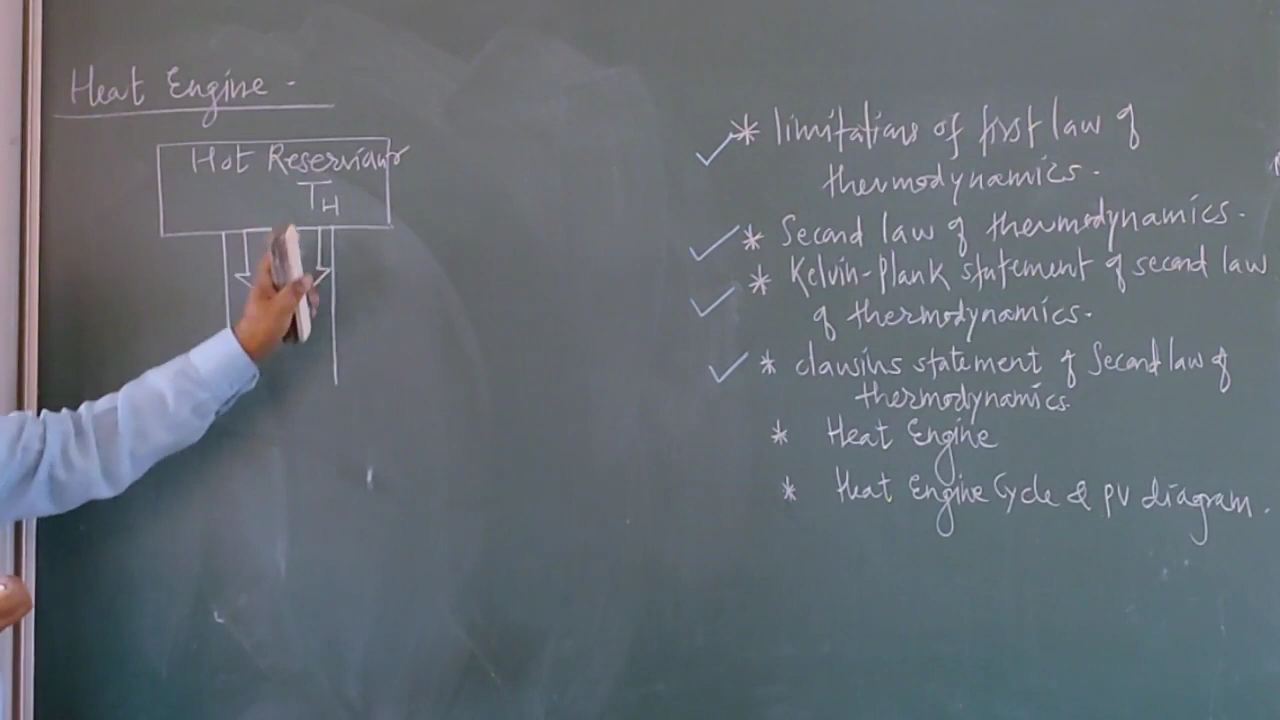 Heat Engine -
Hot Reserviour
TH
* limitations of first law of
thermodynamics.
* Second law of thermodynamics.
* Kelvin-Plank statement of second law
of thermodynamics.
* clausius statement of Second law of
thermodynamics.
* Heat Engine
* Heat Engine Cycle & PV diagram.